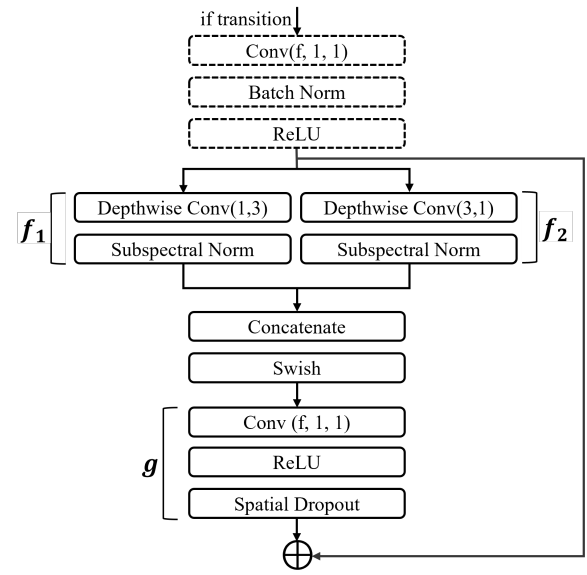 if transition
Conv(f, 1, 1)
Batch Norm
ReLU
f1
Depthwise Conv(1,3)
Subspectral Norm
Depthwise Conv(3,1)
Subspectral Norm
f2
Concatenate
Swish
g
Conv (f, 1, 1)
ReLU
Spatial Dropout